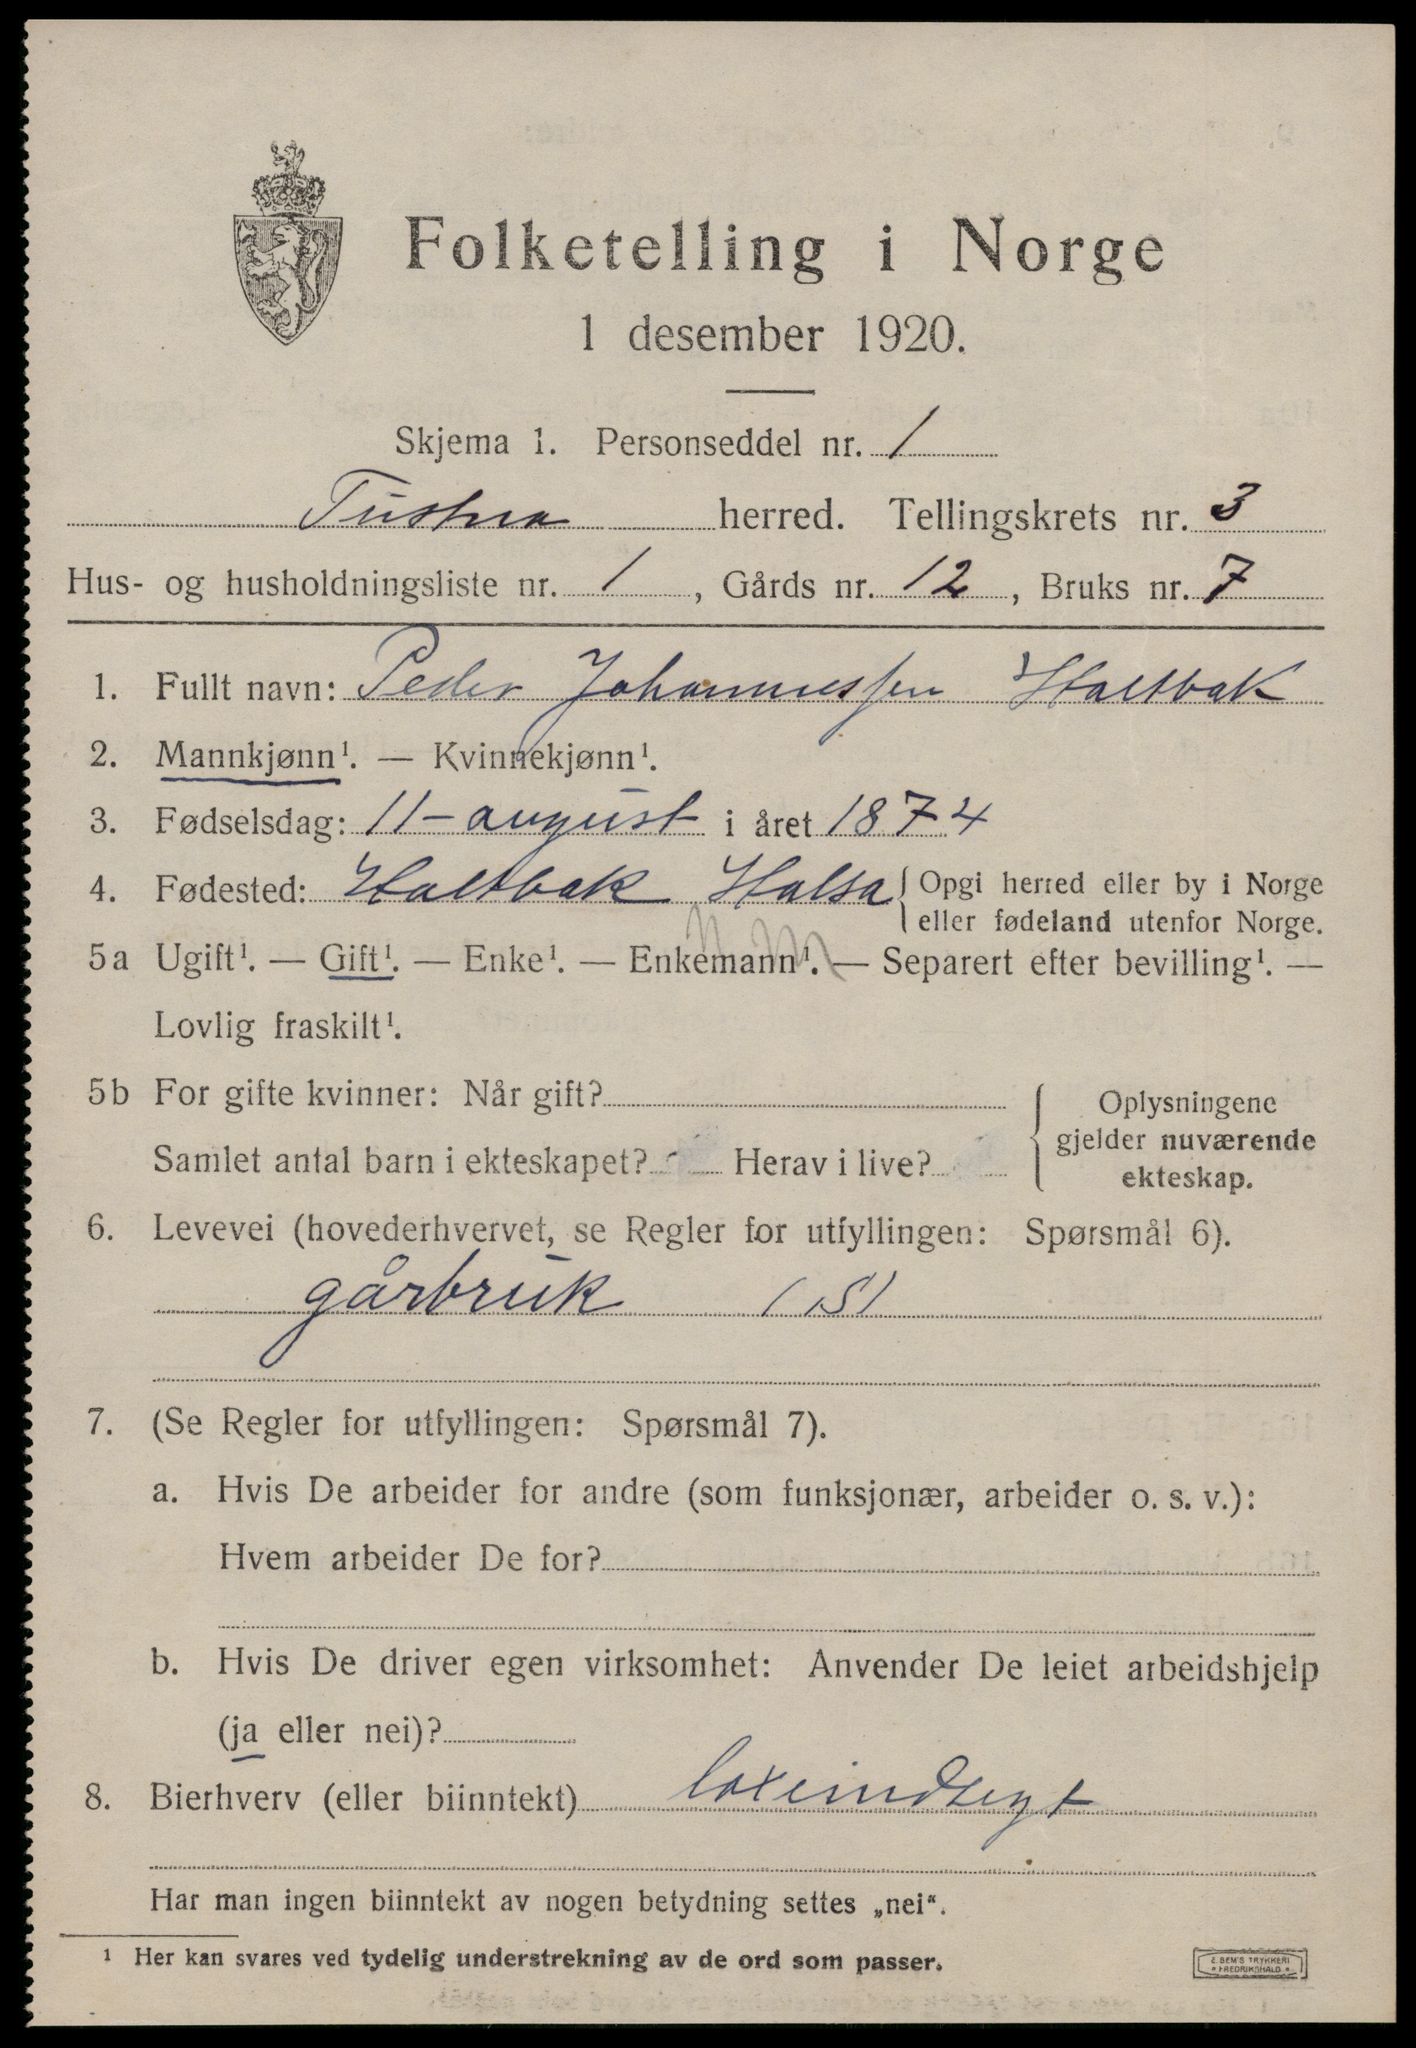 Folketelling i Norge
1 desember 1920.
Skjema 1. Personseddel nr. 1
Tustna herred. Tellingskrets nr. 3
Hus- og husholdningsliste nr. 1, Gårds nr. 12, Bruks nr. 7
1. Fullt navn: Peder Johannessen Haltbak
2. Mannkjønn¹. — Kvinnekjønn¹.
3. Fødselsdag: 11-august i året 1874
4. Fødested: Haltbak Halsa { Opgi herred eller by i Norge
eller fødeland utenfor Norge.
5a Ugift¹. — Gift¹. — Enke¹. — Enkemann¹. — Separert efter bevilling¹. —
Lovlig fraskilt¹.
5b For gifte kvinner: Når gift?
Samlet antal barn i ekteskapet? Herav i live?
Oplysningene
gjelder nuværende
ekteskap.
6. Levevei (hovederhvervet, se Regler for utfyllingen: Spørsmål 6).
gårbruk (S)
7. (Se Regler for utfyllingen: Spørsmål 7).
a. Hvis De arbeider for andre (som funksjonær, arbeider o. s. v.):
Hvem arbeider De for?
b. Hvis De driver egen virksomhet: Anvender De leiet arbeidshjelp
(ja eller nei)?
8. Bierhverv (eller biinntekt)
Har man ingen biinntekt av nogen betydning settes „nei“.
¹ Her kan svares ved tydelig understrekning av de ord som passer.
E. SEM'S TRYKKERI
* FREDRIKSHALD *